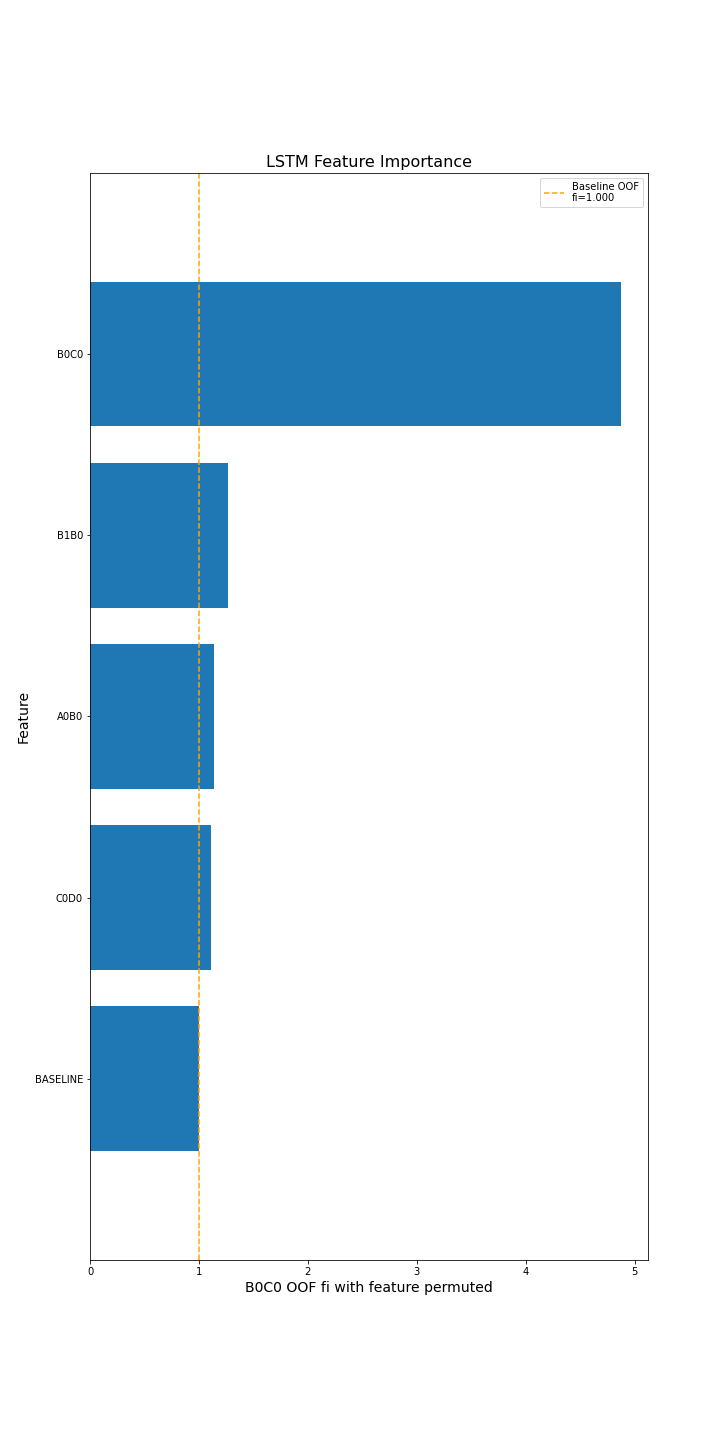 LSTM Feature Importance
Baseline OOF
fi=1.000
Feature
B0C0
B1B0
A0B0
C0D0
BASELINE
0 1 2 3 4 5
B0C0 OOF fi with feature permuted